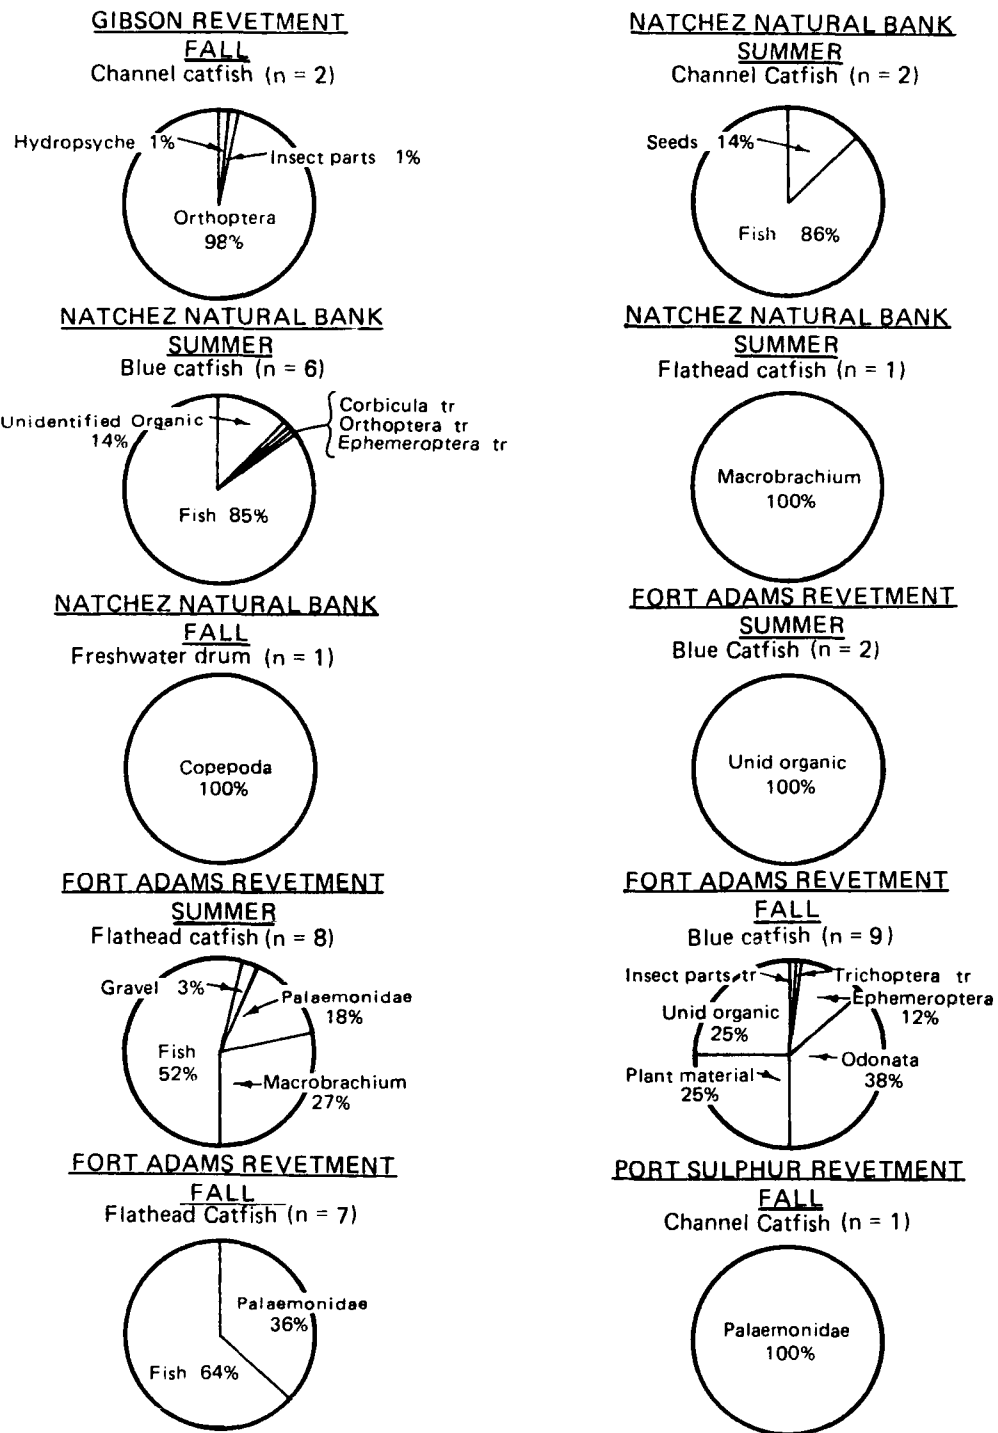 GIBSON REVETMENT
FALL
Channel catfish (n = 2)
Hydropsyche 1%
Insect parts 1%
Orthoptera
98%
NATCHEZ NATURAL BANK
SUMMER
Channel Catfish (n = 2)
Seeds 14%
Fish 86%
NATCHEZ NATURAL BANK
SUMMER
Blue catfish (n = 6)
Unidentified Organic
14%
Corbicula tr
Orthoptera tr
Ephemeroptera tr
Fish 85%
NATCHEZ NATURAL BANK
SUMMER
Flathead catfish (n = 1)
Macrobrachium
100%
NATCHEZ NATURAL BANK
FALL
Freshwater drum (n = 1)
Copepoda
100%
FORT ADAMS REVETMENT
SUMMER
Blue Catfish (n = 2)
Unid organic
100%
FORT ADAMS REVETMENT
SUMMER
Flathead catfish (n = 8)
Gravel 3%
Palaemonidae
18%
Fish
52%
Macrobrachium
27%
FORT ADAMS REVETMENT
FALL
Blue catfish (n = 9)
Insect parts tr
Trichoptera tr
Ephemeroptera
12%
Unid organic
25%
Odonata
38%
Plant material
25%
FORT ADAMS REVETMENT
FALL
Flathead Catfish (n = 7)
Palaemonidae
36%
Fish 64%
PORT SULPHUR REVETMENT
FALL
Channel Catfish (n = 1)
Palaemonidae
100%